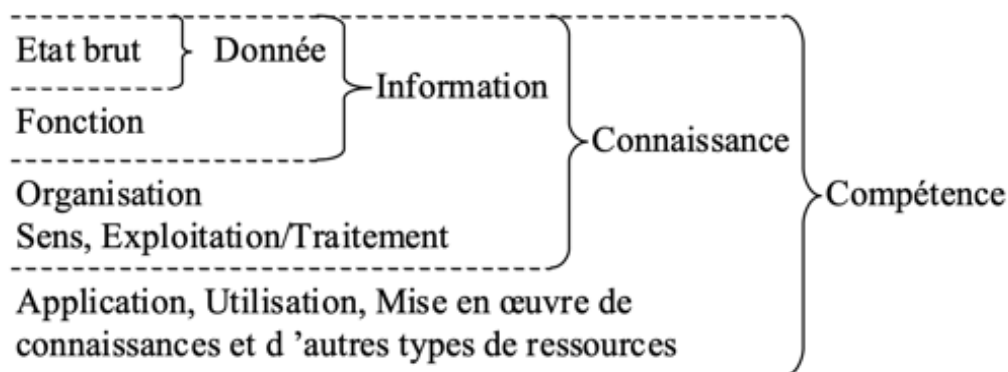 Etat brut
Donnée
Information
Fonction
Connaissance
Organisation
Compétence
Sens, Exploitation/Traitement
Application, Utilisation, Mise en œuvre de
connaissances et d ’autres types de ressources